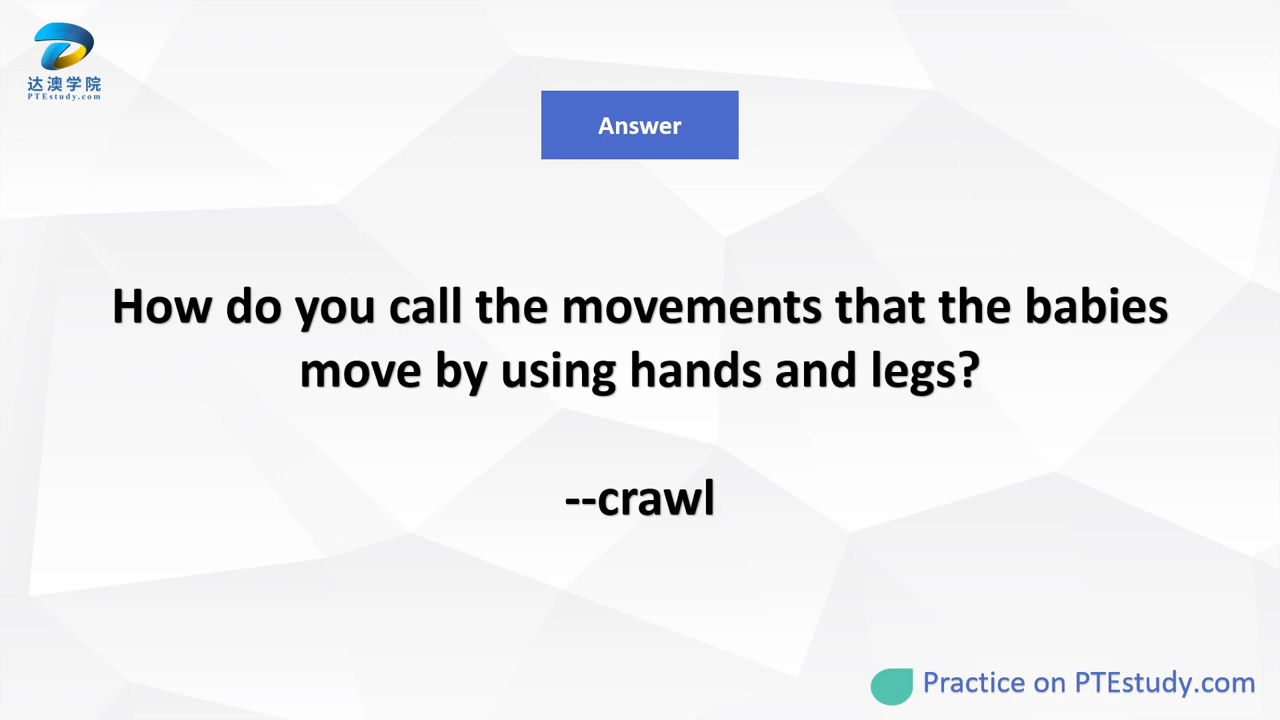 达澳学院
PTEstudy.com
Answer
How do you call the movements that the babies
move by using hands and legs?
--crawl
Practice on PTEstudy.com